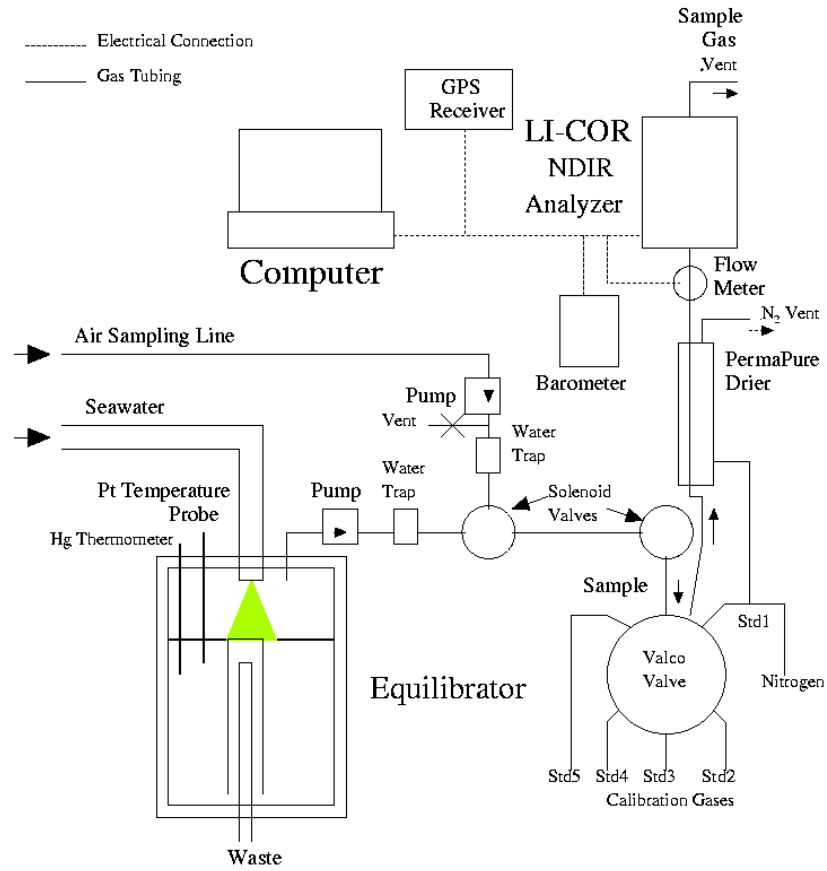 Electrical Connection
Gas Tubing
Sample
Gas
.Vent
GPS
Receiver
LI-COR
NDIR
Analyzer
Computer
Flow
Meter
N2 Vent
PermaPure
Drier
Barometer
Air Sampling Line
Pump
Vent
Water
Trap
Seawater
Pt Temperature
Probe
Hg Thermometer
Pump
Water
Trap
Solenoid
Valves
Sample
Std1
Valco
Valve
Nitrogen
Equilibrator
Std5
Std4
Std3
Std2
Calibration Gases
Waste